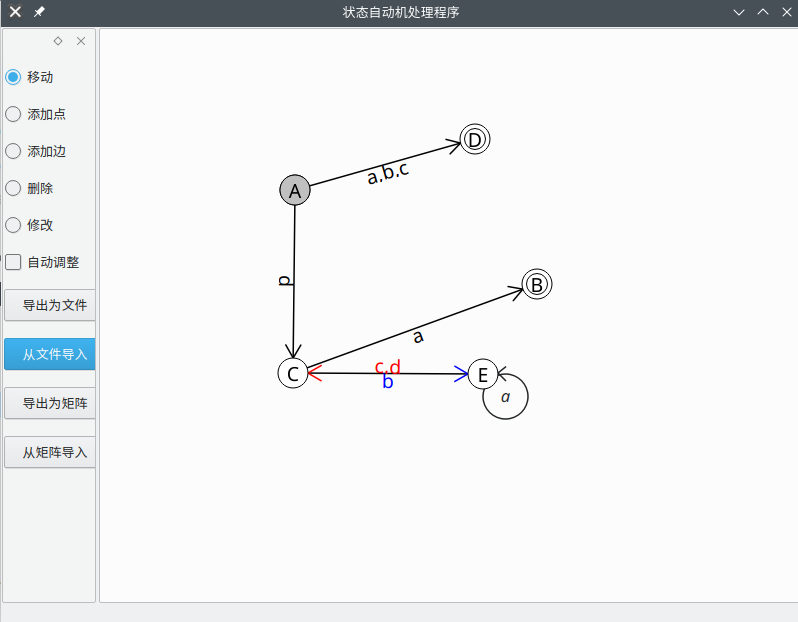 状态自动机处理程序
移动
添加点
添加边
删除
修改
自动调整
导出为文件
从文件导入
导出为矩阵
从矩阵导入
D
a,b,c
A
d
B
a
C
c,d
b
E
a